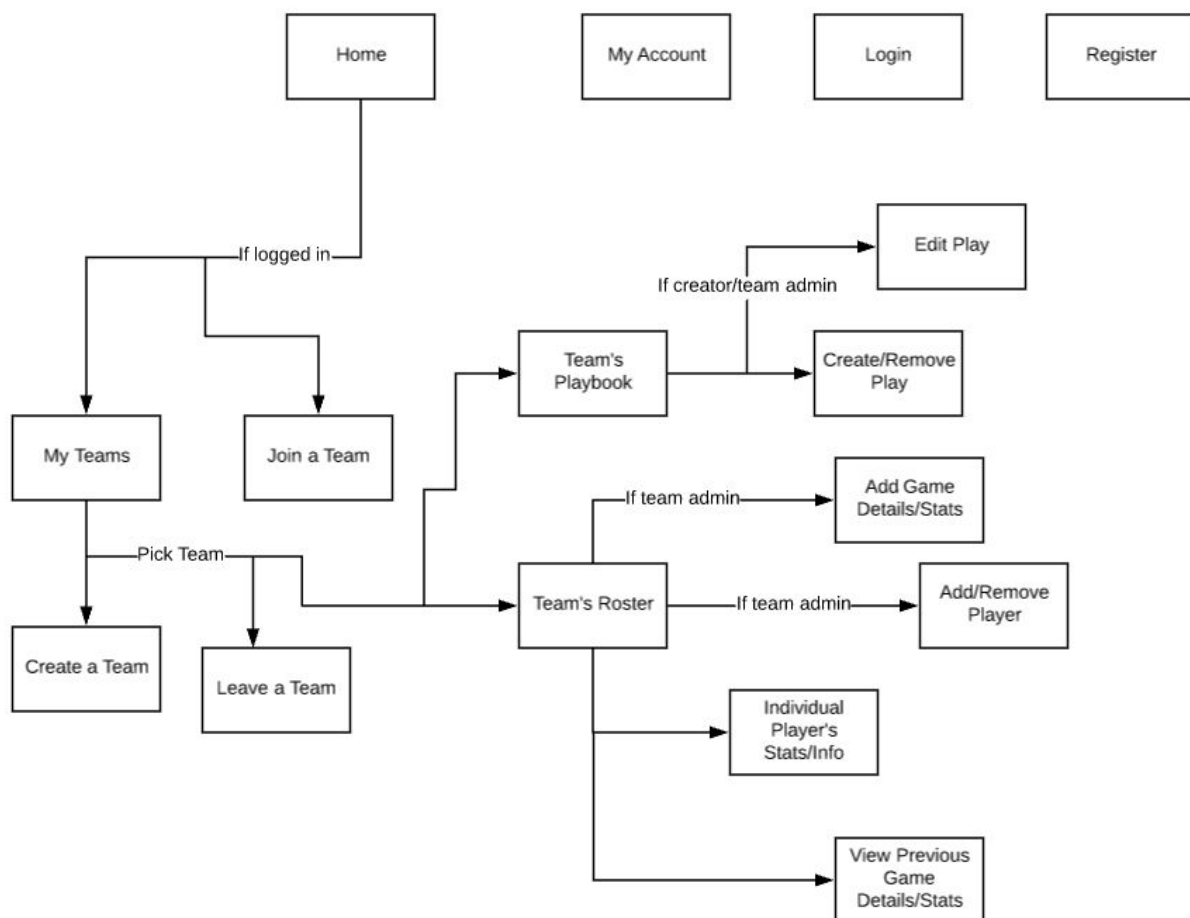 Home
My Account
Login
Register
If logged in
Edit Play
If creator/team admin
Team's
Playbook
Create/Remove
Play
My Teams
Join a Team
If team admin
Add Game
Details/Stats
Pick Team
Team's Roster
If team admin
Add/Remove
Player
Create a Team
Leave a Team
Individual
Player's
Stats/Info
View Previous
Game
Details/Stats